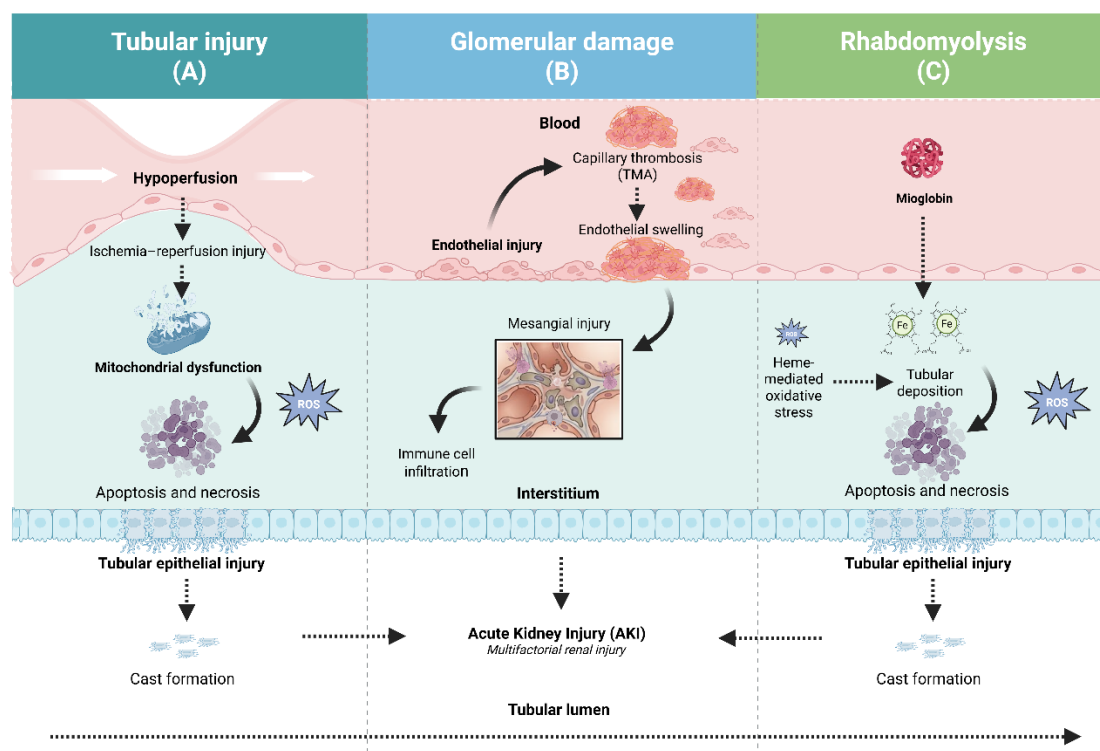 Tubular injury
(A)
Glomerular damage
(B)
Rhabdomyolysis
(C)
Hypoperfusion
Ischemia–reperfusion injury
Mitochondrial dysfunction
ROS
Apoptosis and necrosis
Tubular epithelial injury
Cast formation
Blood
Capillary thrombosis
(TMA)
Endothelial injury
Endothelial swelling
Mesangial injury
Immune cell
infiltration
Interstitium
Acute Kidney Injury (AKI)
Multifactorial renal injury
Mioglobin
Fe
Fe
ROS
Heme-
mediated
oxidative
stress
Tubular
deposition
ROS
Apoptosis and necrosis
Tubular epithelial injury
Cast formation
Tubular lumen